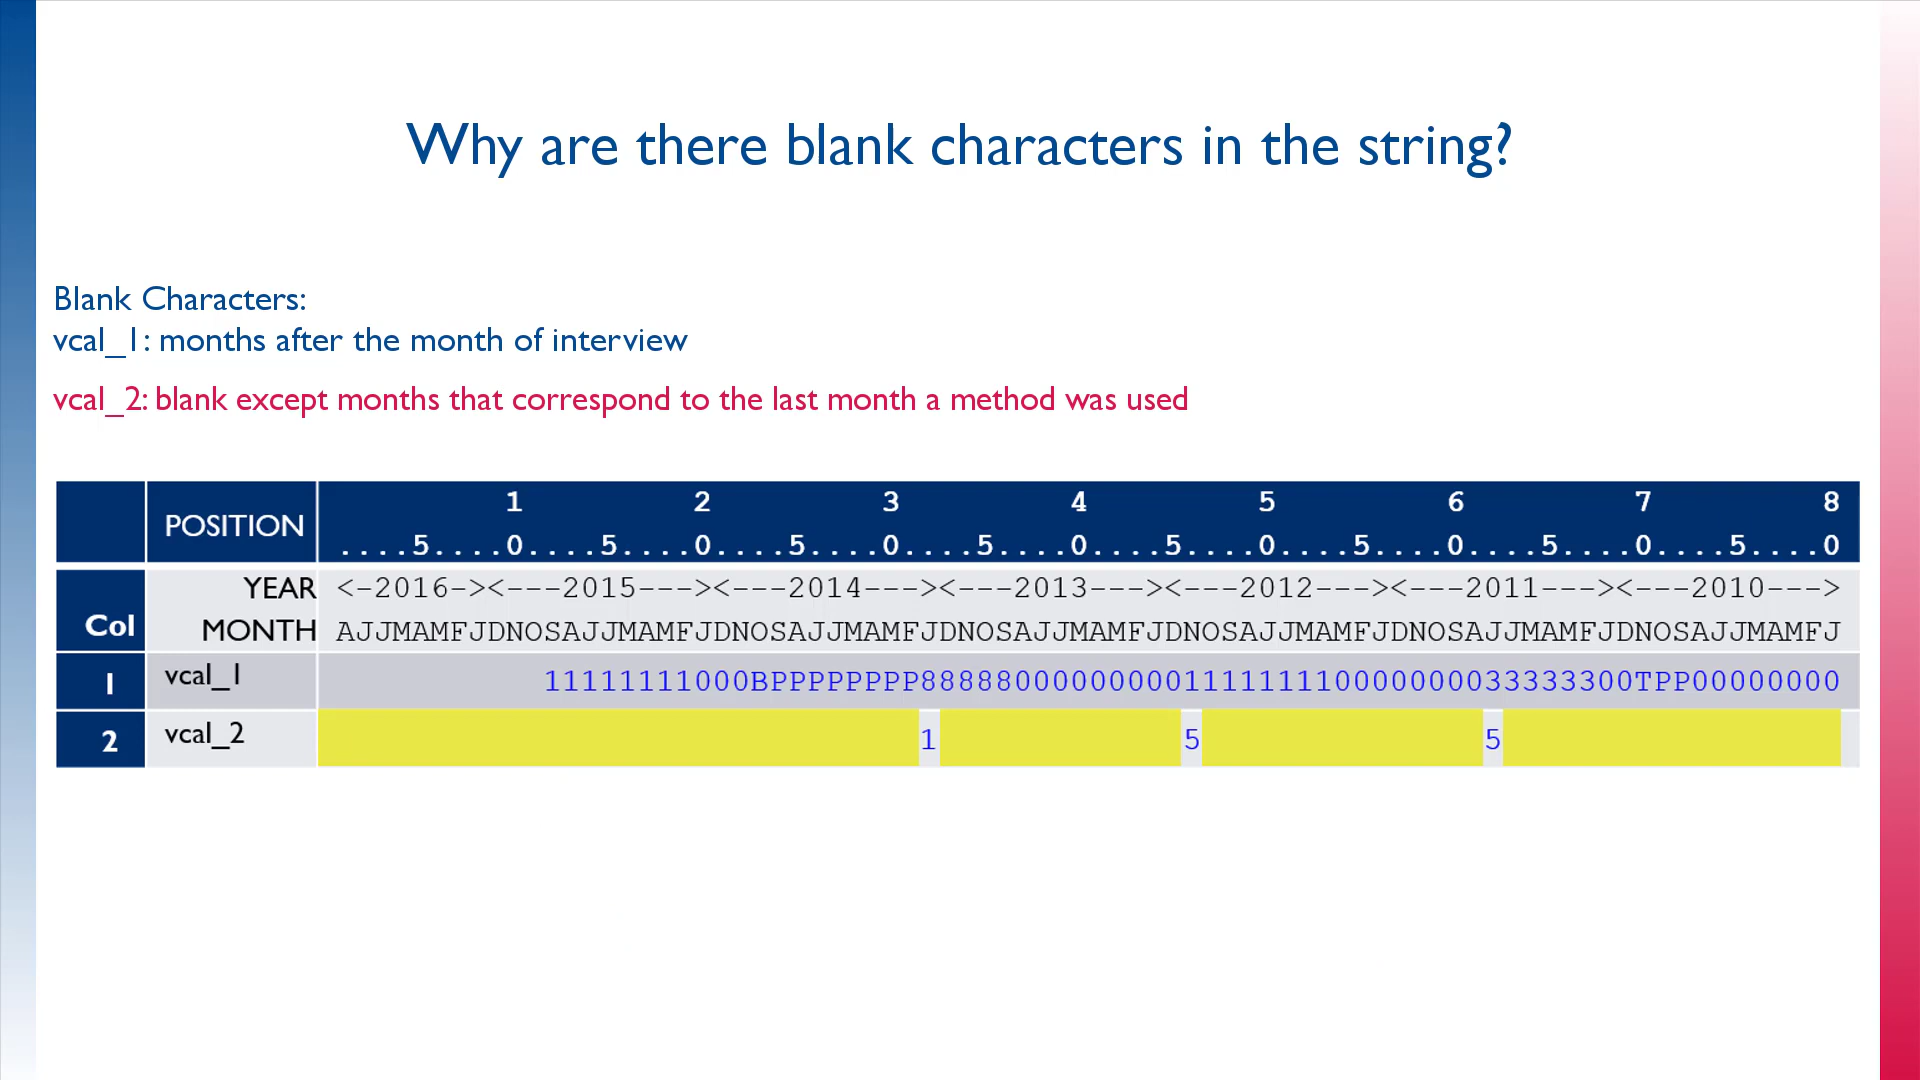 Why are there blank characters in the string?
Blank Characters:
vcal_1: months after the month of interview
vcal_2: blank except months that correspond to the last month a method was used
1 2 3 4 5 6 7 8
POSITION ....5....0....5....0....5....0....5....0....5....0....5....0....5....0....5....0
YEAR <-2016-><---2015---><---2014---><---2013---><---2012---><---2011---><---2010--->
Col MONTH AJJMAMFJDNOSAJJMAMFJDNOSAJJMAMFJDNOSAJJMAMFJDNOSAJJMAMFJDNOSAJJMAMFJDNOSAJJMAMFJ
1 vcal_1 11111111000BPPPPPPPP88888000000000111111110000000033333300TPP00000000
2 vcal_2 1 5 5